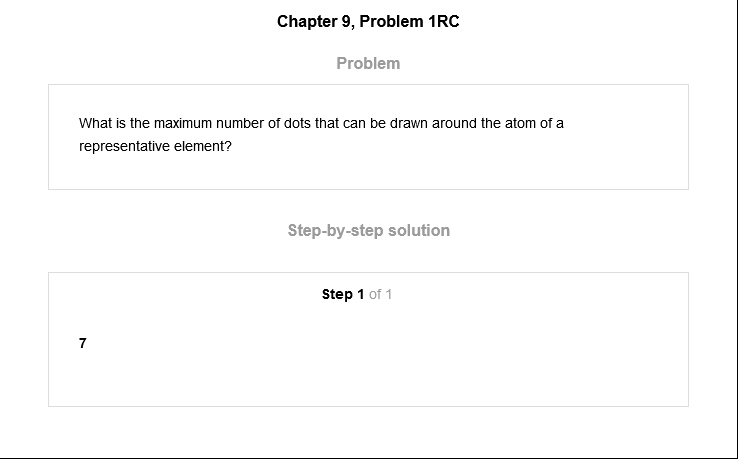 Chapter 9, Problem 1RC
Problem
What is the maximum number of dots that can be drawn around the atom of a
representative element?
Step-by-step solution
Step 1 of 1
7